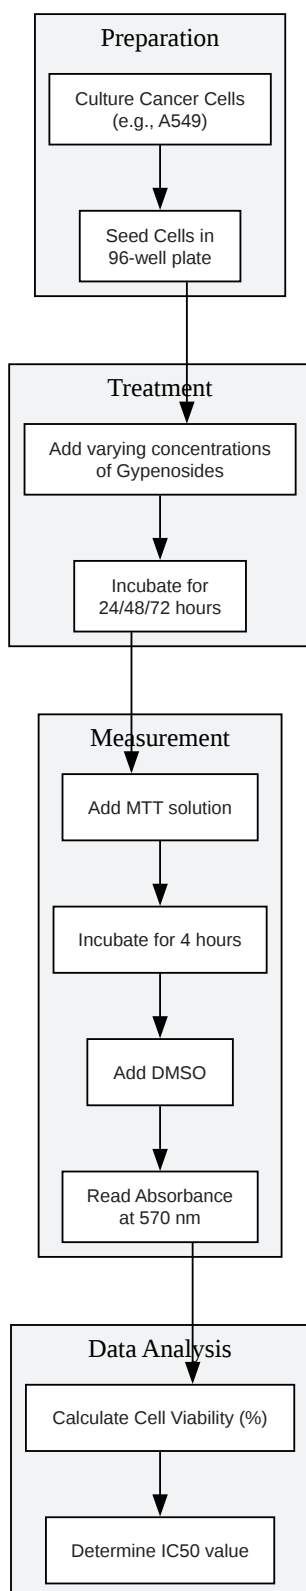 Preparation
Culture Cancer Cells
(e.g., A549)
Seed Cells in
96-well plate
Treatment
Add varying concentrations
of Gypenosides
Incubate for
24/48/72 hours
Measurement
Add MTT solution
Incubate for 4 hours
Add DMSO
Read Absorbance
at 570 nm
Data Analysis
Calculate Cell Viability (%)
Determine IC50 value